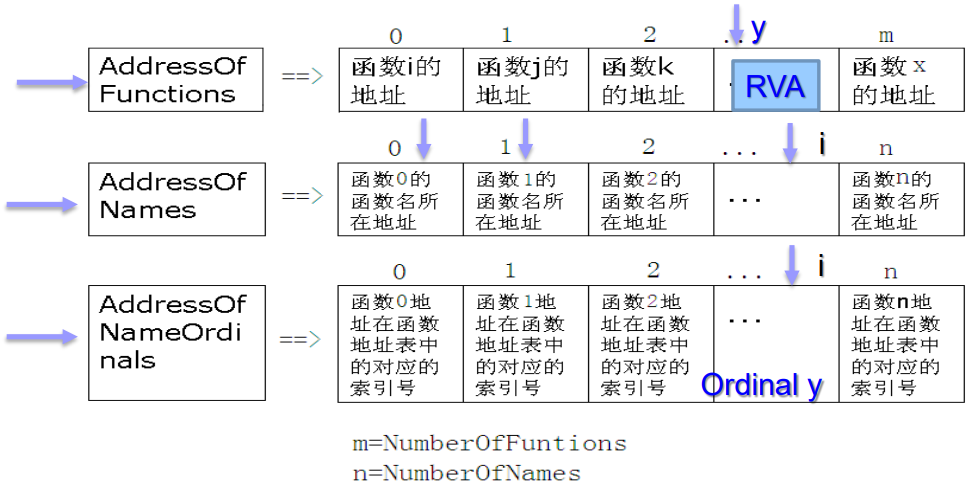 0 1 2 ... y m
AddressOf
Functions
==>
函数i的
地址
函数j的
地址
函数k
的地址
RVA
函数x
的地址
0 1 2 ... i n
AddressOf
Names
==>
函数0的
函数名所
在地址
函数1的
函数名所
在地址
函数2的
函数名所
在地址
...
函数n的
函数名所
在地址
0 1 2 ... i n
AddressOf
NameOrdi
nals
==>
函数0地
址在函数
地址表中
的对应的
索引号
函数1地
址在函数
地址表中
的对应的
索引号
函数2地
址在函数
地址表中
的对应的
索引号
...
Ordinal y
函数n地
址在函数
地址表中
的对应的
索引号
m=NumberOfFuntions
n=NumberOfNames